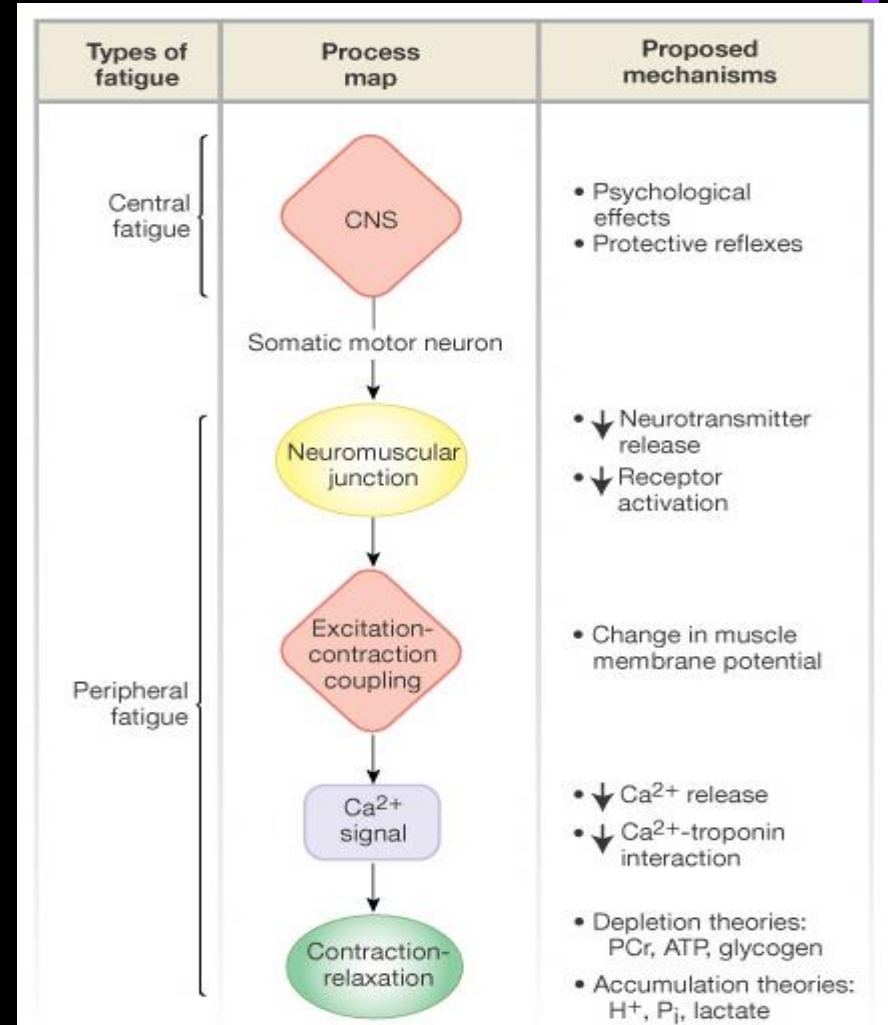 Types of
fatigue
Process
map
Proposed
mechanisms
Central
fatigue
CNS
• Psychological
effects
• Protective reflexes
Somatic motor neuron
Neuromuscular
junction
• ↓ Neurotransmitter
release
• ↓ Receptor
activation
Peripheral
fatigue
Excitation-
contraction
coupling
• Change in muscle
membrane potential
Ca2+
signal
• ↓ Ca2+ release
• ↓ Ca2+-troponin
interaction
Contraction-
relaxation
• Depletion theories:
PCr, ATP, glycogen
• Accumulation theories:
H+, Pi, lactate